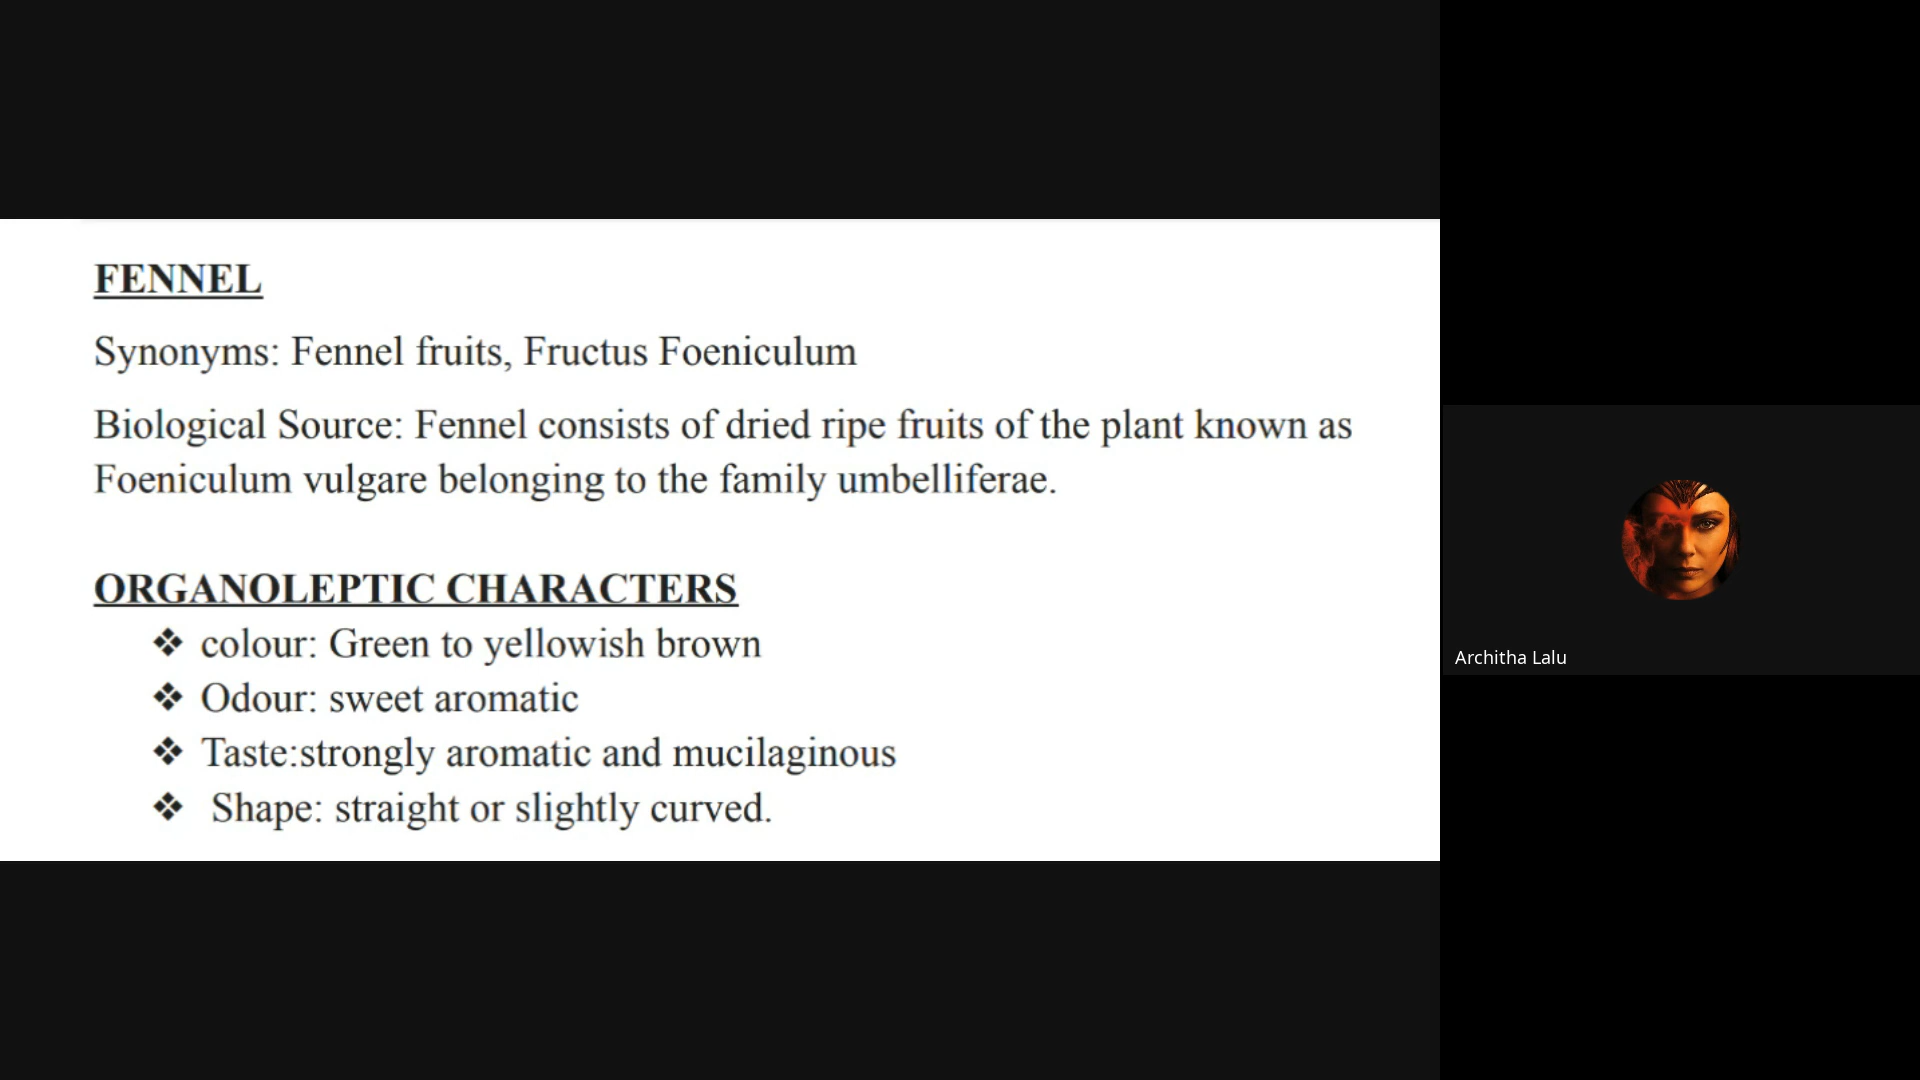 FENNEL
Synonyms: Fennel fruits, Fructus Foeniculum
Biological Source: Fennel consists of dried ripe fruits of the plant known as
Foeniculum vulgare belonging to the family umbelliferae.
ORGANOLEPTIC CHARACTERS
❖ colour: Green to yellowish brown
❖ Odour: sweet aromatic
❖ Taste:strongly aromatic and mucilaginous
❖ Shape: straight or slightly curved.
Architha Lalu